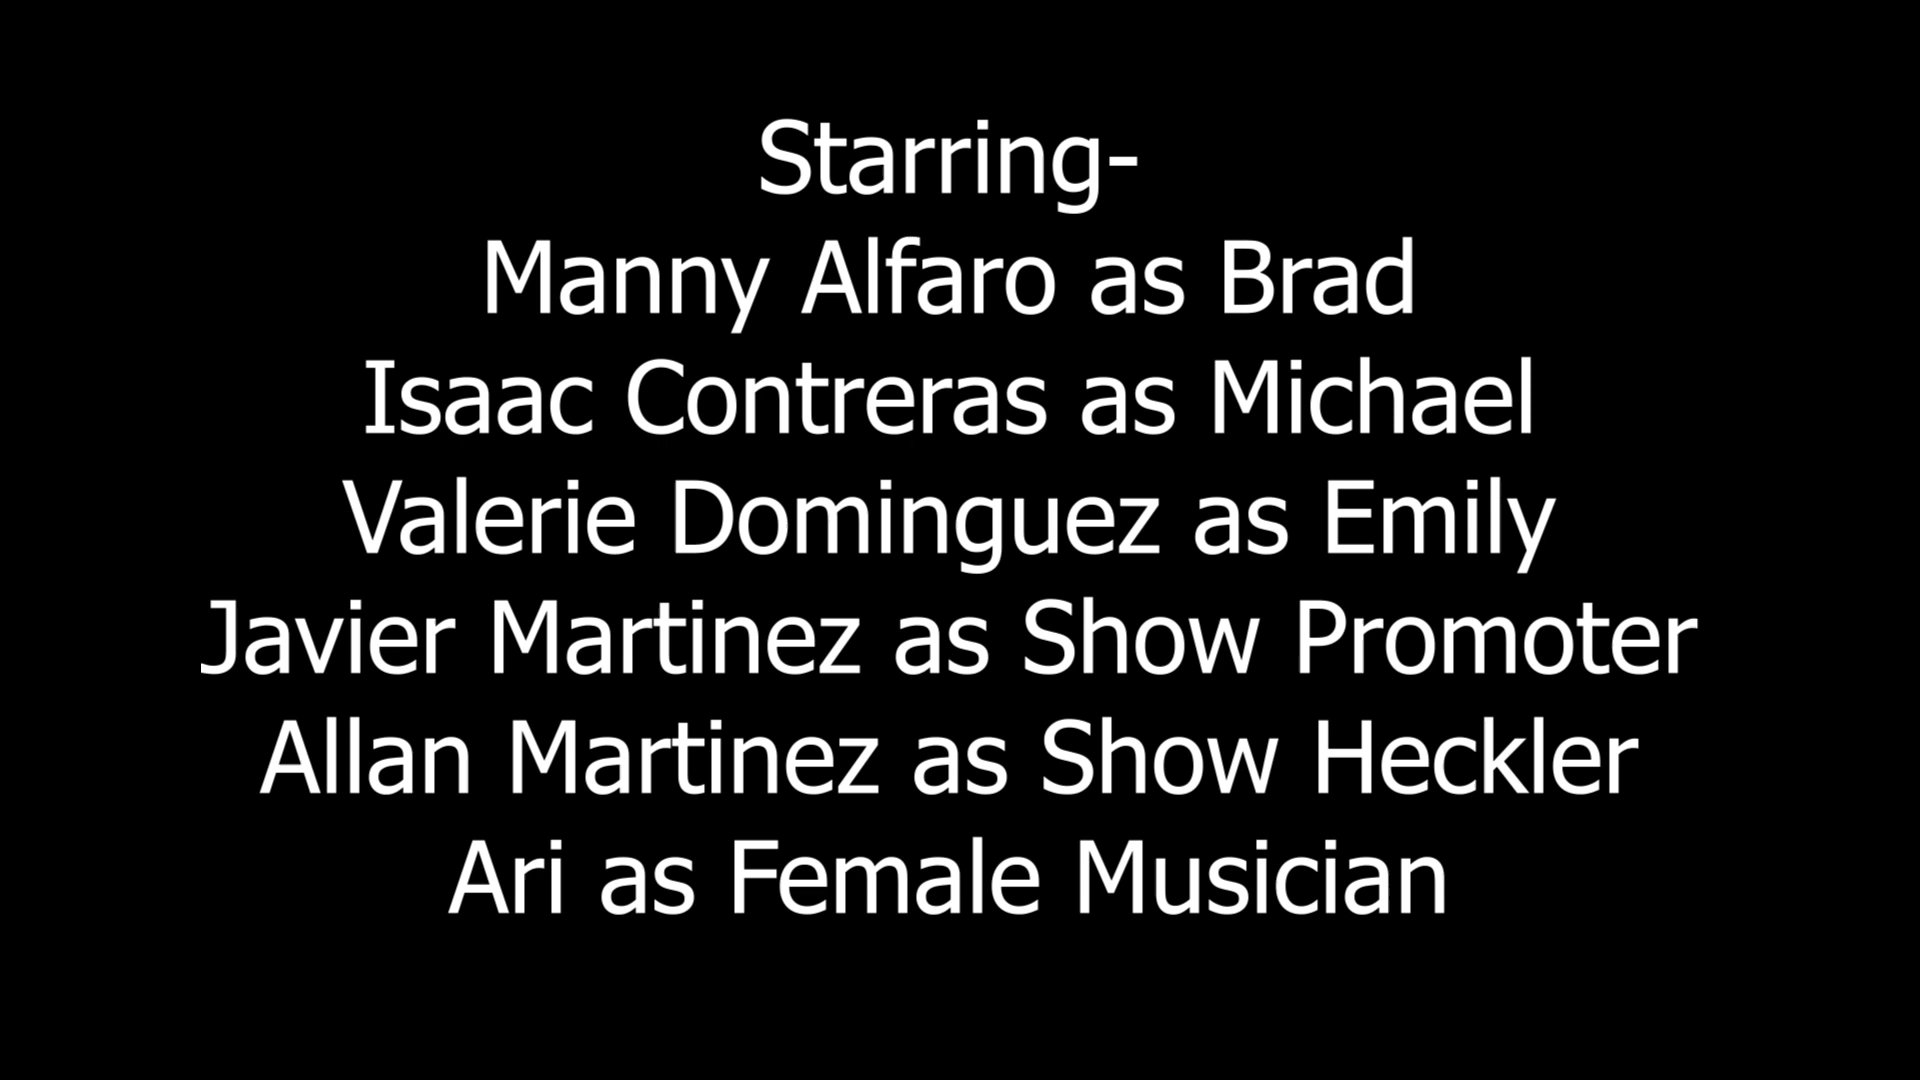 Starring-
Manny Alfaro as Brad
Isaac Contreras as Michael
Valerie Dominguez as Emily
Javier Martinez as Show Promoter
Allan Martinez as Show Heckler
Ari as Female Musician